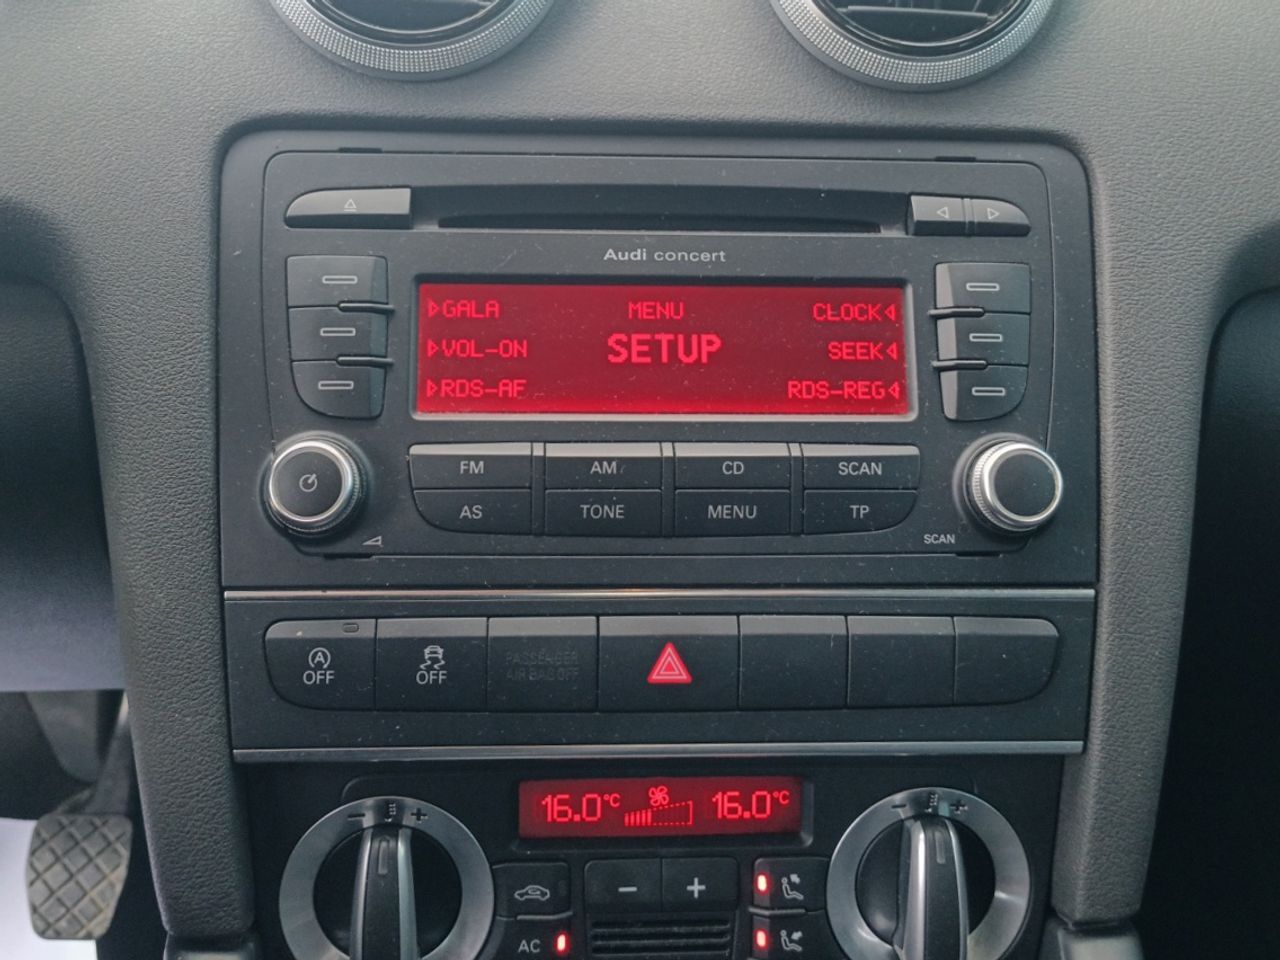 Audi concert
GALA MENU CLOCK
VOL-ON SETUP SEEK
RDS-AF RDS-REG
FM AM CD SCAN
AS TONE MENU TP
SCAN
A
OFF OFF PASSENGER
AIR BAG OFF
16.0°C 16.0°C
- + - +
- +
AC